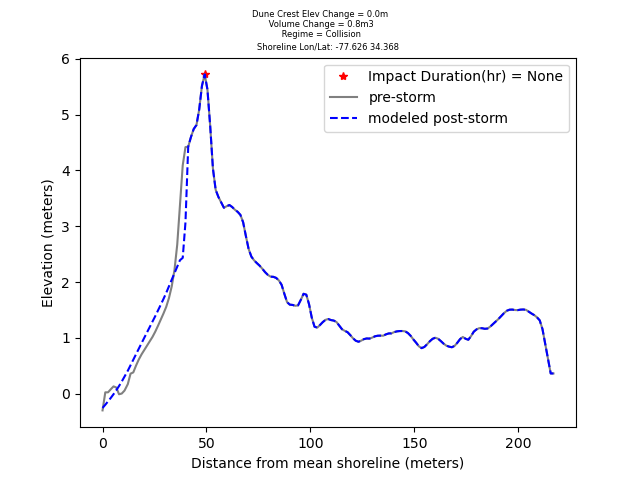 Dune Crest Elev Change = 0.0m
Volume Change = 0.8m3
Regime = Collision
Shoreline Lon/Lat: -77.626 34.368
Impact Duration(hr) = None
pre-storm
modeled post-storm
Elevation (meters)
6
5
4
3
2
1
0
0 50 100 150 200
Distance from mean shoreline (meters)